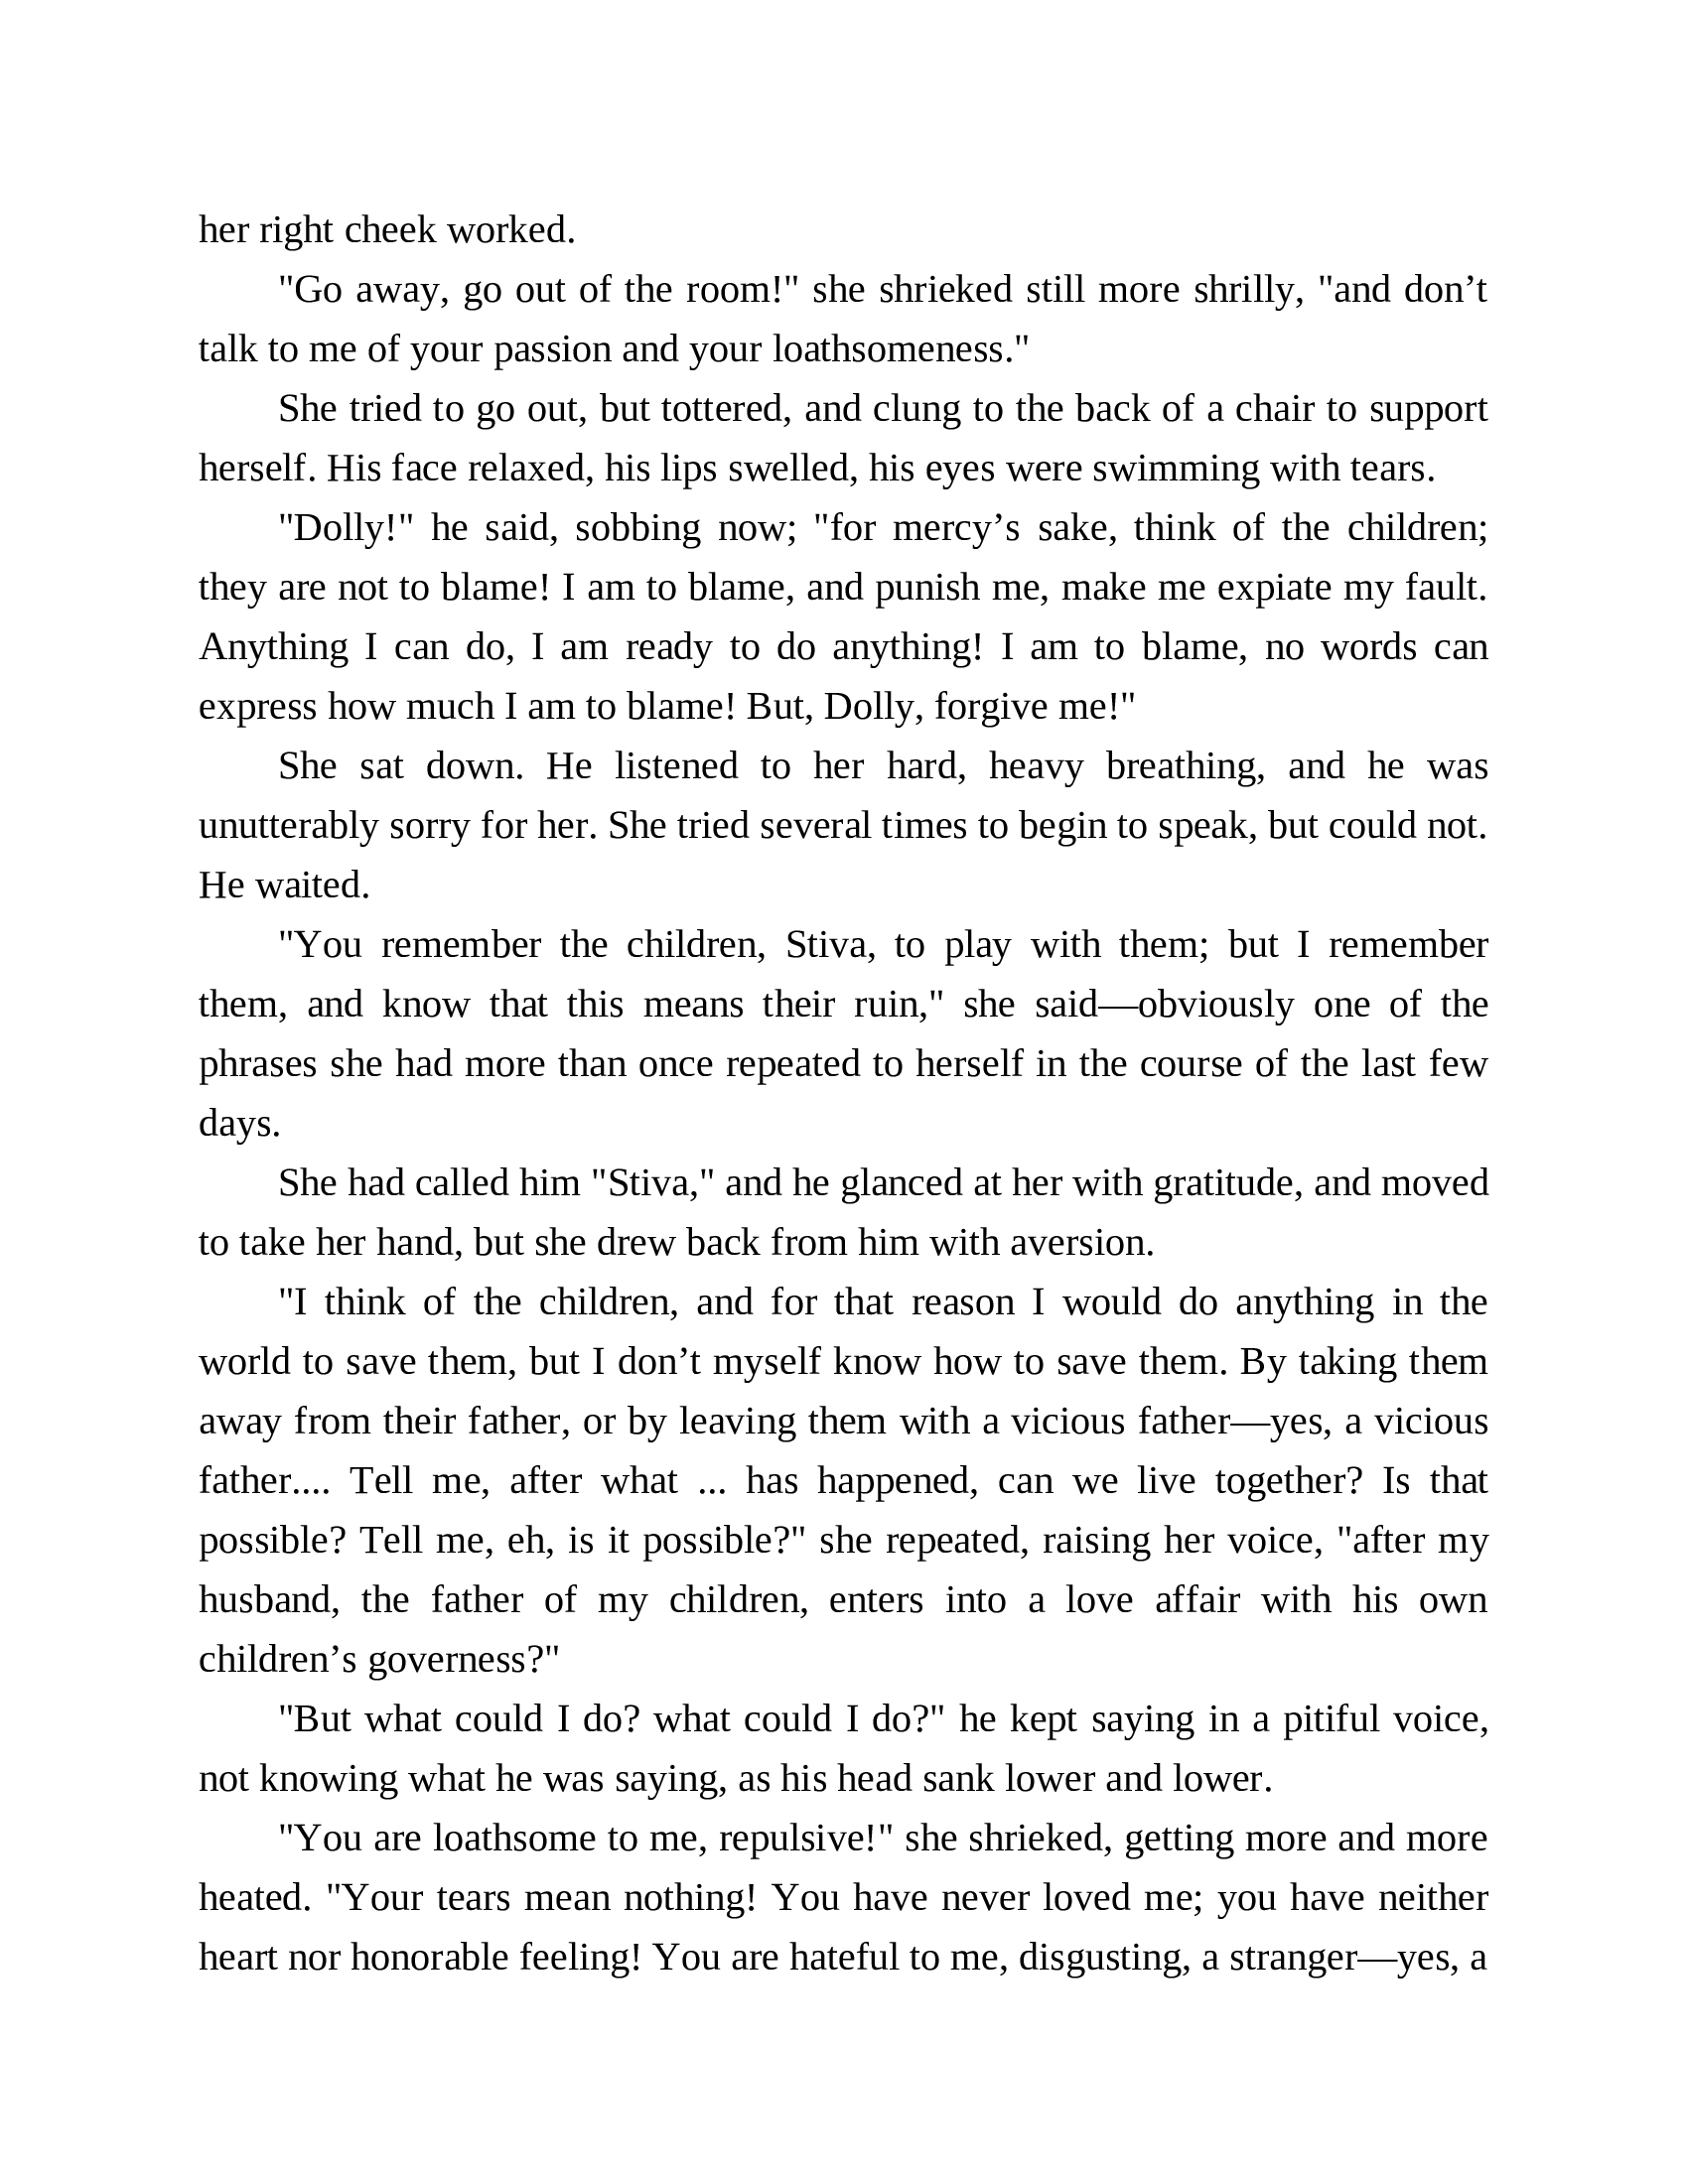 her right cheek worked.
"Go away, go out of the room!" she shrieked still more shrilly, "and don’t
talk to me of your passion and your loathsomeness."
She tried to go out, but tottered, and clung to the back of a chair to support
herself. His face relaxed, his lips swelled, his eyes were swimming with tears.
"Dolly!" he said, sobbing now; "for mercy’s sake, think of the children;
they are not to blame! I am to blame, and punish me, make me expiate my fault.
Anything I can do, I am ready to do anything! I am to blame, no words can
express how much I am to blame! But, Dolly, forgive me!"
She sat down. He listened to her hard, heavy breathing, and he was
unutterably sorry for her. She tried several times to begin to speak, but could not.
He waited.
"You remember the children, Stiva, to play with them; but I remember
them, and know that this means their ruin," she said—obviously one of the
phrases she had more than once repeated to herself in the course of the last few
days.
She had called him "Stiva," and he glanced at her with gratitude, and moved
to take her hand, but she drew back from him with aversion.
"I think of the children, and for that reason I would do anything in the
world to save them, but I don’t myself know how to save them. By taking them
away from their father, or by leaving them with a vicious father—yes, a vicious
father.... Tell me, after what ... has happened, can we live together? Is that
possible? Tell me, eh, is it possible?" she repeated, raising her voice, "after my
husband, the father of my children, enters into a love affair with his own
children’s governess?"
"But what could I do? what could I do?" he kept saying in a pitiful voice,
not knowing what he was saying, as his head sank lower and lower.
"You are loathsome to me, repulsive!" she shrieked, getting more and more
heated. "Your tears mean nothing! You have never loved me; you have neither
heart nor honorable feeling! You are hateful to me, disgusting, a stranger—yes, a